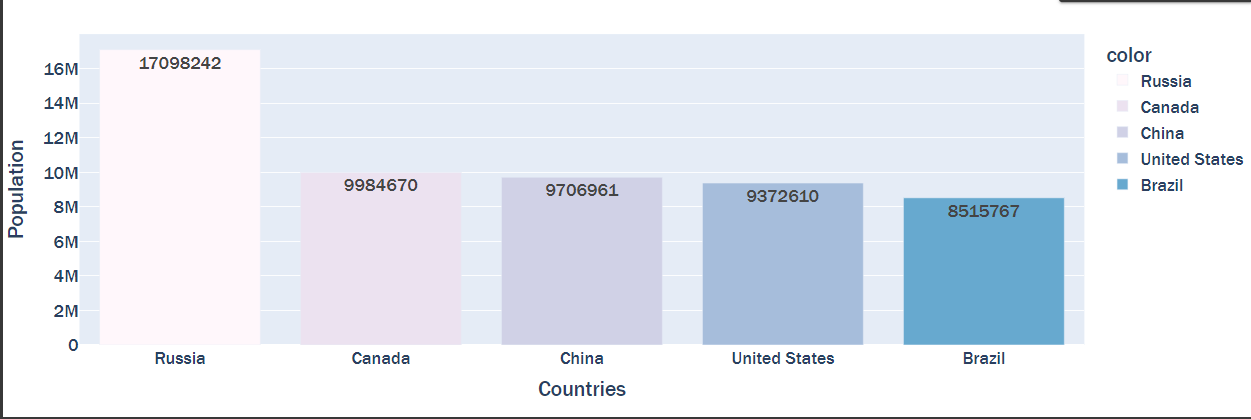 Population
16M
14M
12M
10M
8M
6M
4M
2M
0
17098242
9984670
9706961
9372610
8515767
Russia
Canada
China
United States
Brazil
Countries
color
Russia
Canada
China
United States
Brazil